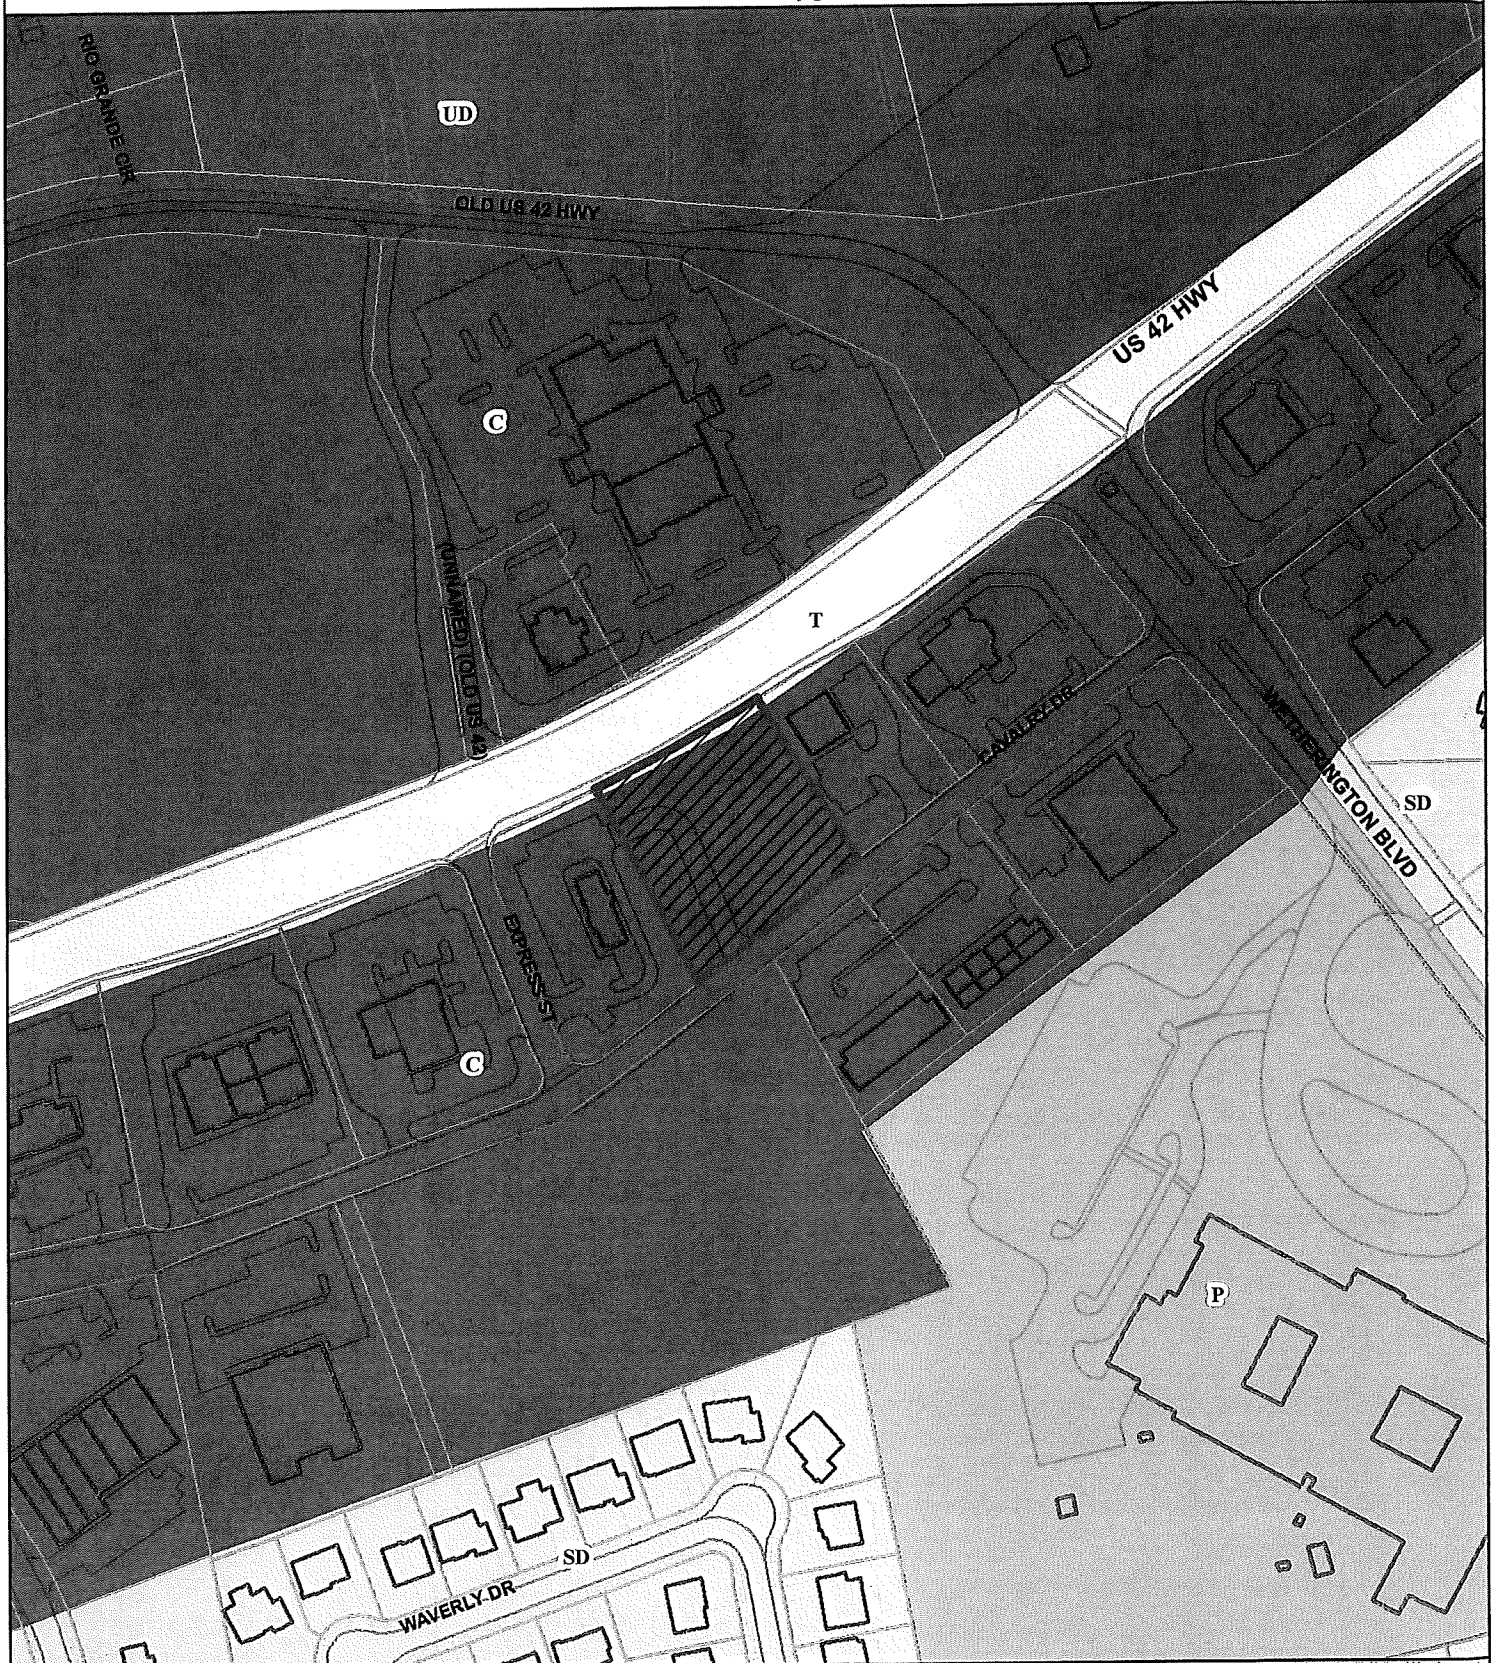 RIO GRANDE CIR
UD
OLD US 42 HWY
US 42 HWY
C
(UNNAMED) (OLD US 42)
T
CAVALRY DR
WETHERINGTON BLVD
SD
EXPRESS ST
C
P
SD
WAVERLY DR